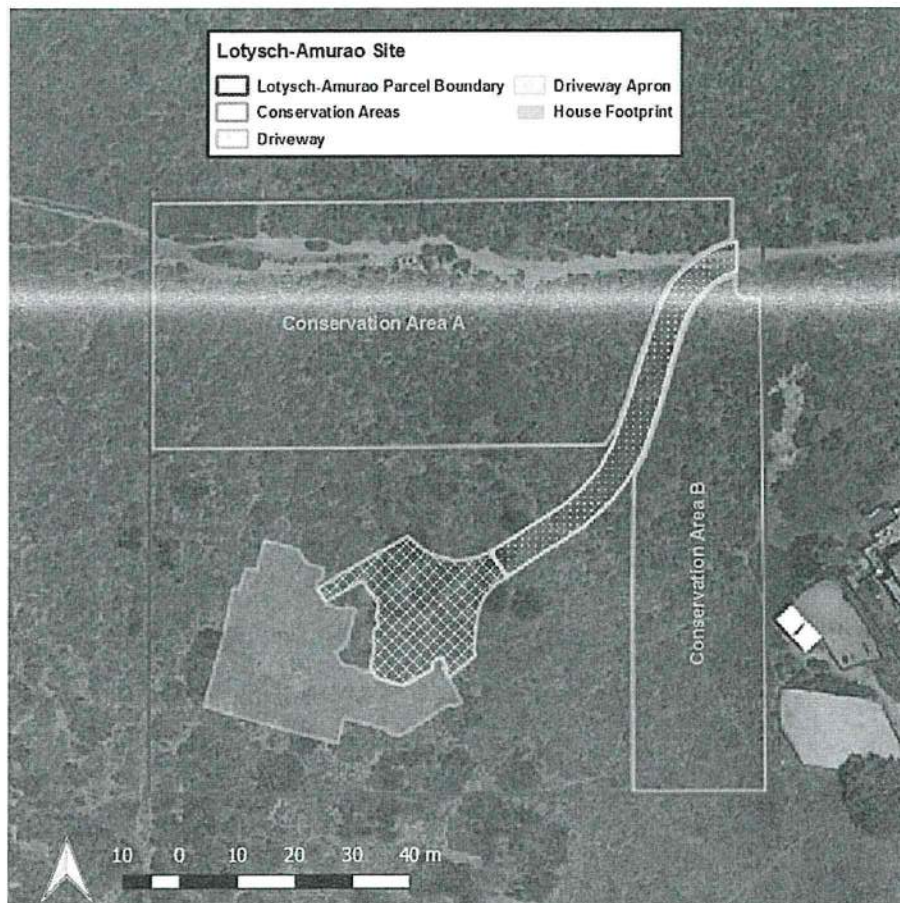 Lotysch-Amurao Site
Lotysch-Amurao Parcel Boundary
Driveway Apron
Conservation Areas
House Footprint
Driveway
Conservation Area A
Conservation Area B
10 0 10 20 30 40 m